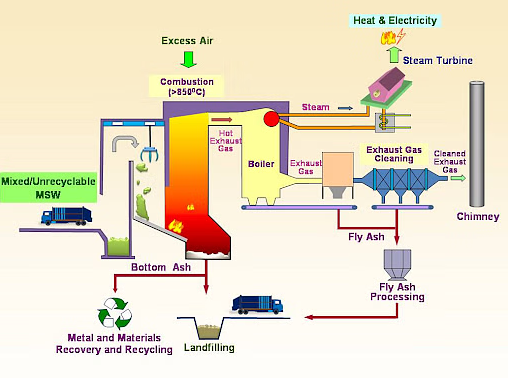 Heat & Electricity
Excess Air
Steam Turbine
Combustion
(>850⁰C)
Steam
Hot
Exhaust
Gas
Boiler
Exhaust
Gas
Exhaust Gas
Cleaning
Cleaned
Exhaust
Gas
Mixed/Unrecyclable
MSW
Chimney
Fly Ash
Bottom Ash
Fly Ash
Processing
Metal and Materials
Recovery and Recycling
Landfilling